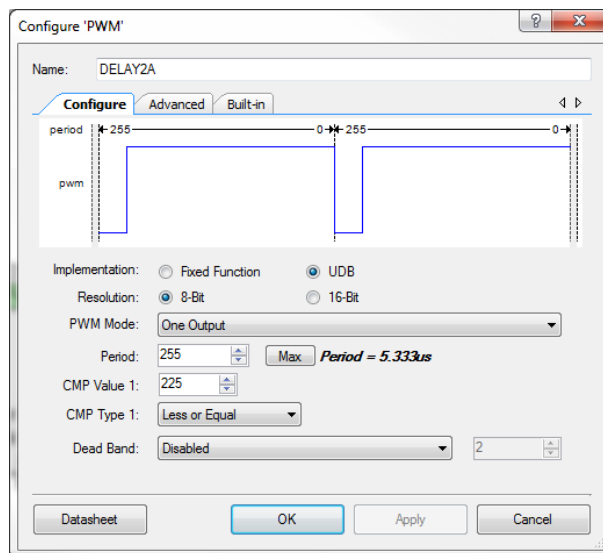 Configure 'PWM'
Name: DELAY2A
Configure Advanced Built-in
period 255 0 255 0
pwm
Implementation: Fixed Function UDB
Resolution: 8-Bit 16-Bit
PWM Mode: One Output
Period: 255 Max Period = 5.333us
CMP Value 1: 225
CMP Type 1: Less or Equal
Dead Band: Disabled 2
Datasheet OK Apply Cancel